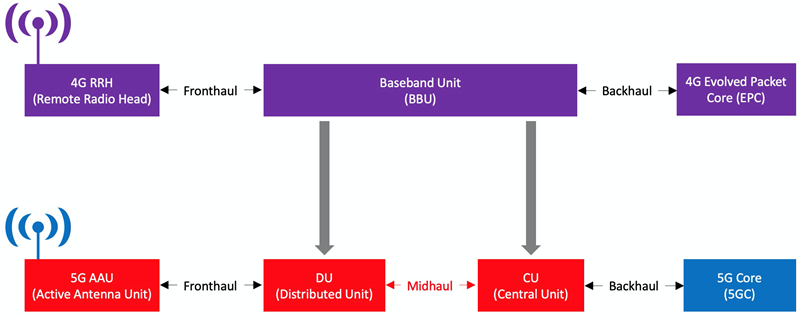 4G RRH
(Remote Radio Head)
Fronthaul
Baseband Unit
(BBU)
Backhaul
4G Evolved Packet
Core (EPC)
5G AAU
(Active Antenna Unit)
Fronthaul
DU
(Distributed Unit)
Midhaul
CU
(Central Unit)
Backhaul
5G Core
(5GC)